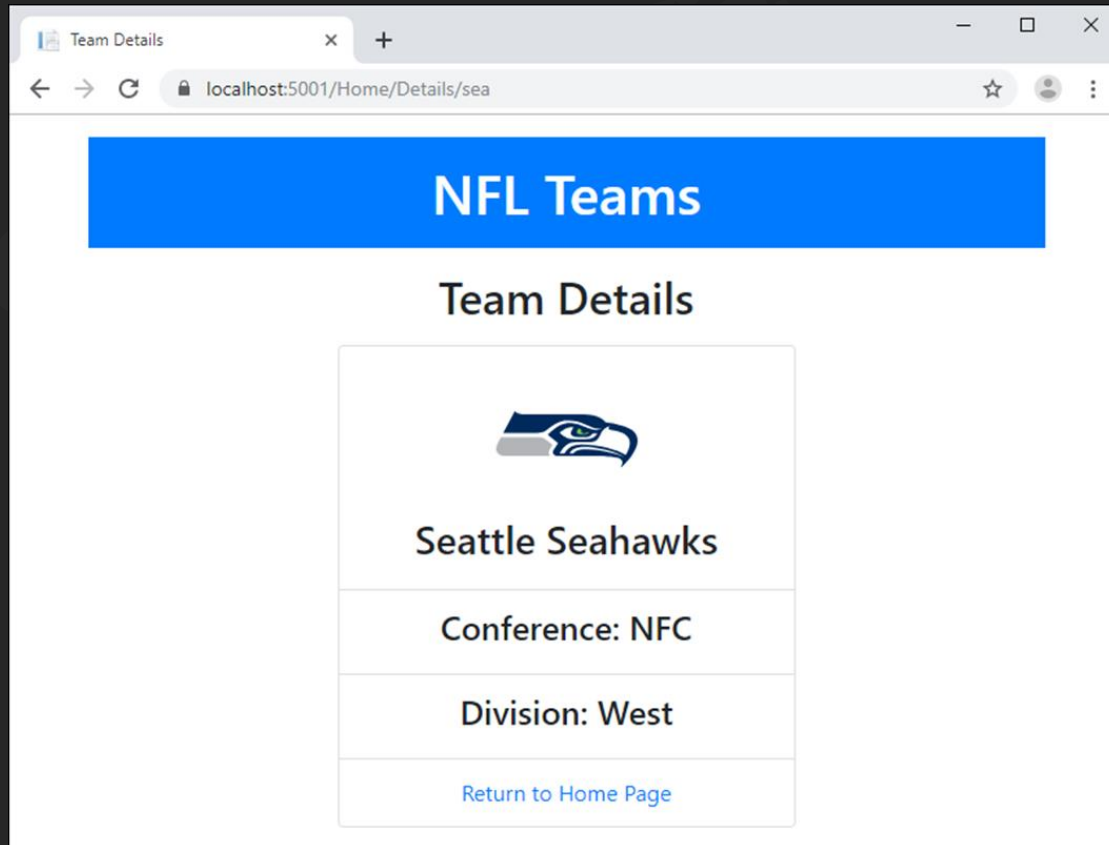 Team Details
localhost:5001/Home/Details/sea
NFL Teams
Team Details
Seattle Seahawks
Conference: NFC
Division: West
Return to Home Page